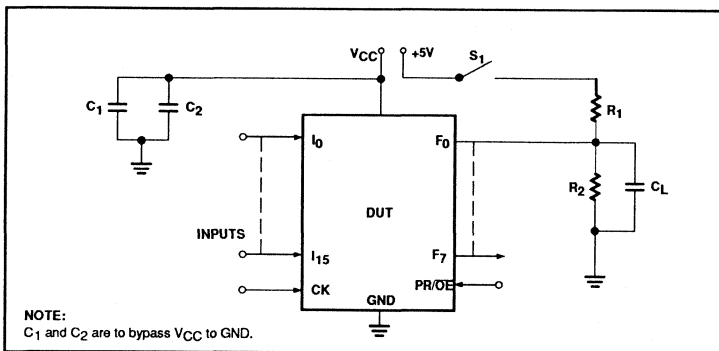 VCC
+5V
S1
C1
C2
R1
I0
F0
R2
CL
DUT
INPUTS
I15
F7
PR/OE
CK
GND
NOTE:
C1 and C2 are to bypass VCC to GND.